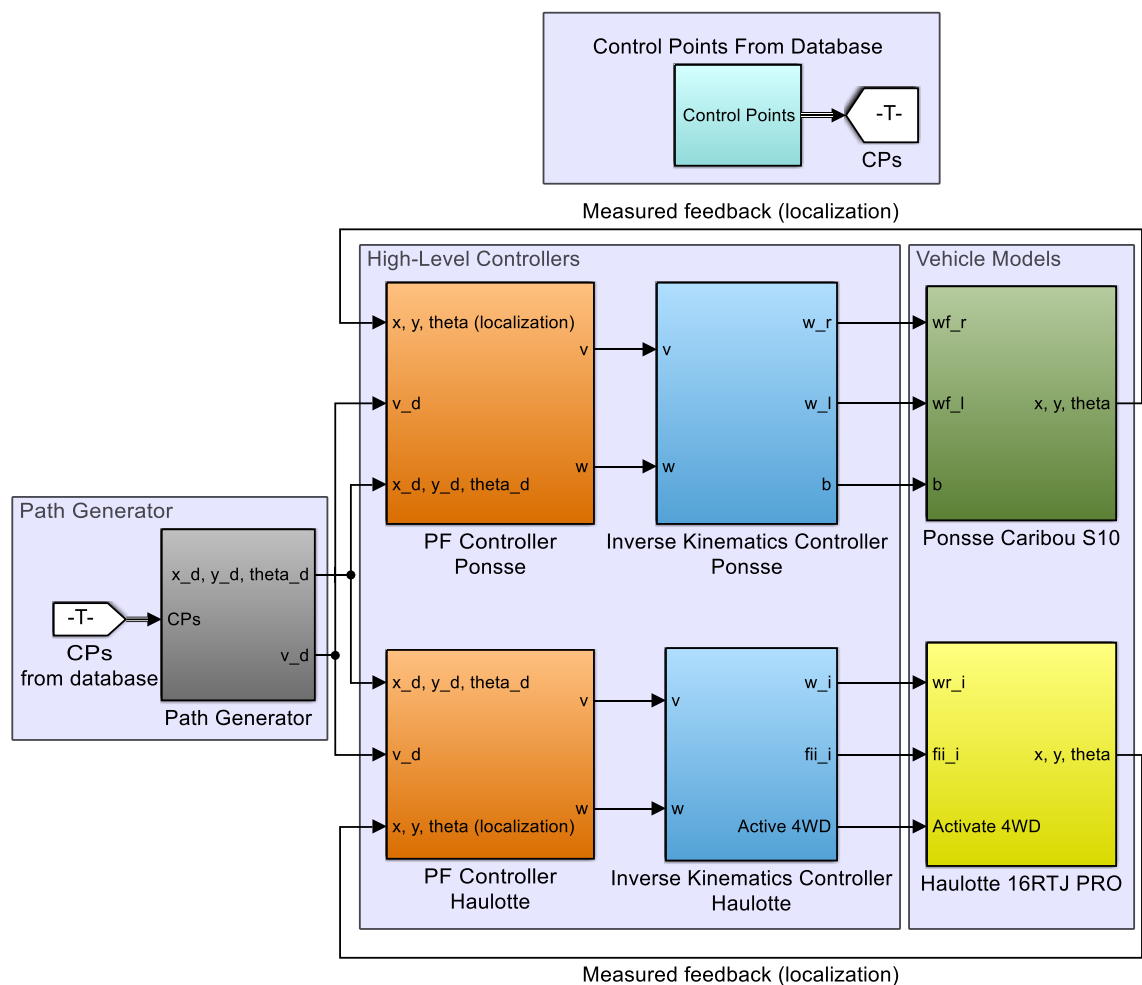 Control Points From Database
Control Points
-T-
CPs
Measured feedback (localization)
High-Level Controllers
x, y, theta (localization)
v_d
x_d, y_d, theta_d
v
w
PF Controller
Ponsse
v
w
w_r
w_l
b
Inverse Kinematics Controller
Ponsse
Vehicle Models
wf_r
wf_l
b
x, y, theta
Ponsse Caribou S10
Path Generator
-T-
CPs
from database
CPs
x_d, y_d, theta_d
v_d
Path Generator
x_d, y_d, theta_d
v_d
x, y, theta (localization)
v
w
PF Controller
Haulotte
v
w
w_i
fii_i
Active 4WD
Inverse Kinematics Controller
Haulotte
wr_i
fii_i
Activate 4WD
x, y, theta
Haulotte 16RTJ PRO
Measured feedback (localization)